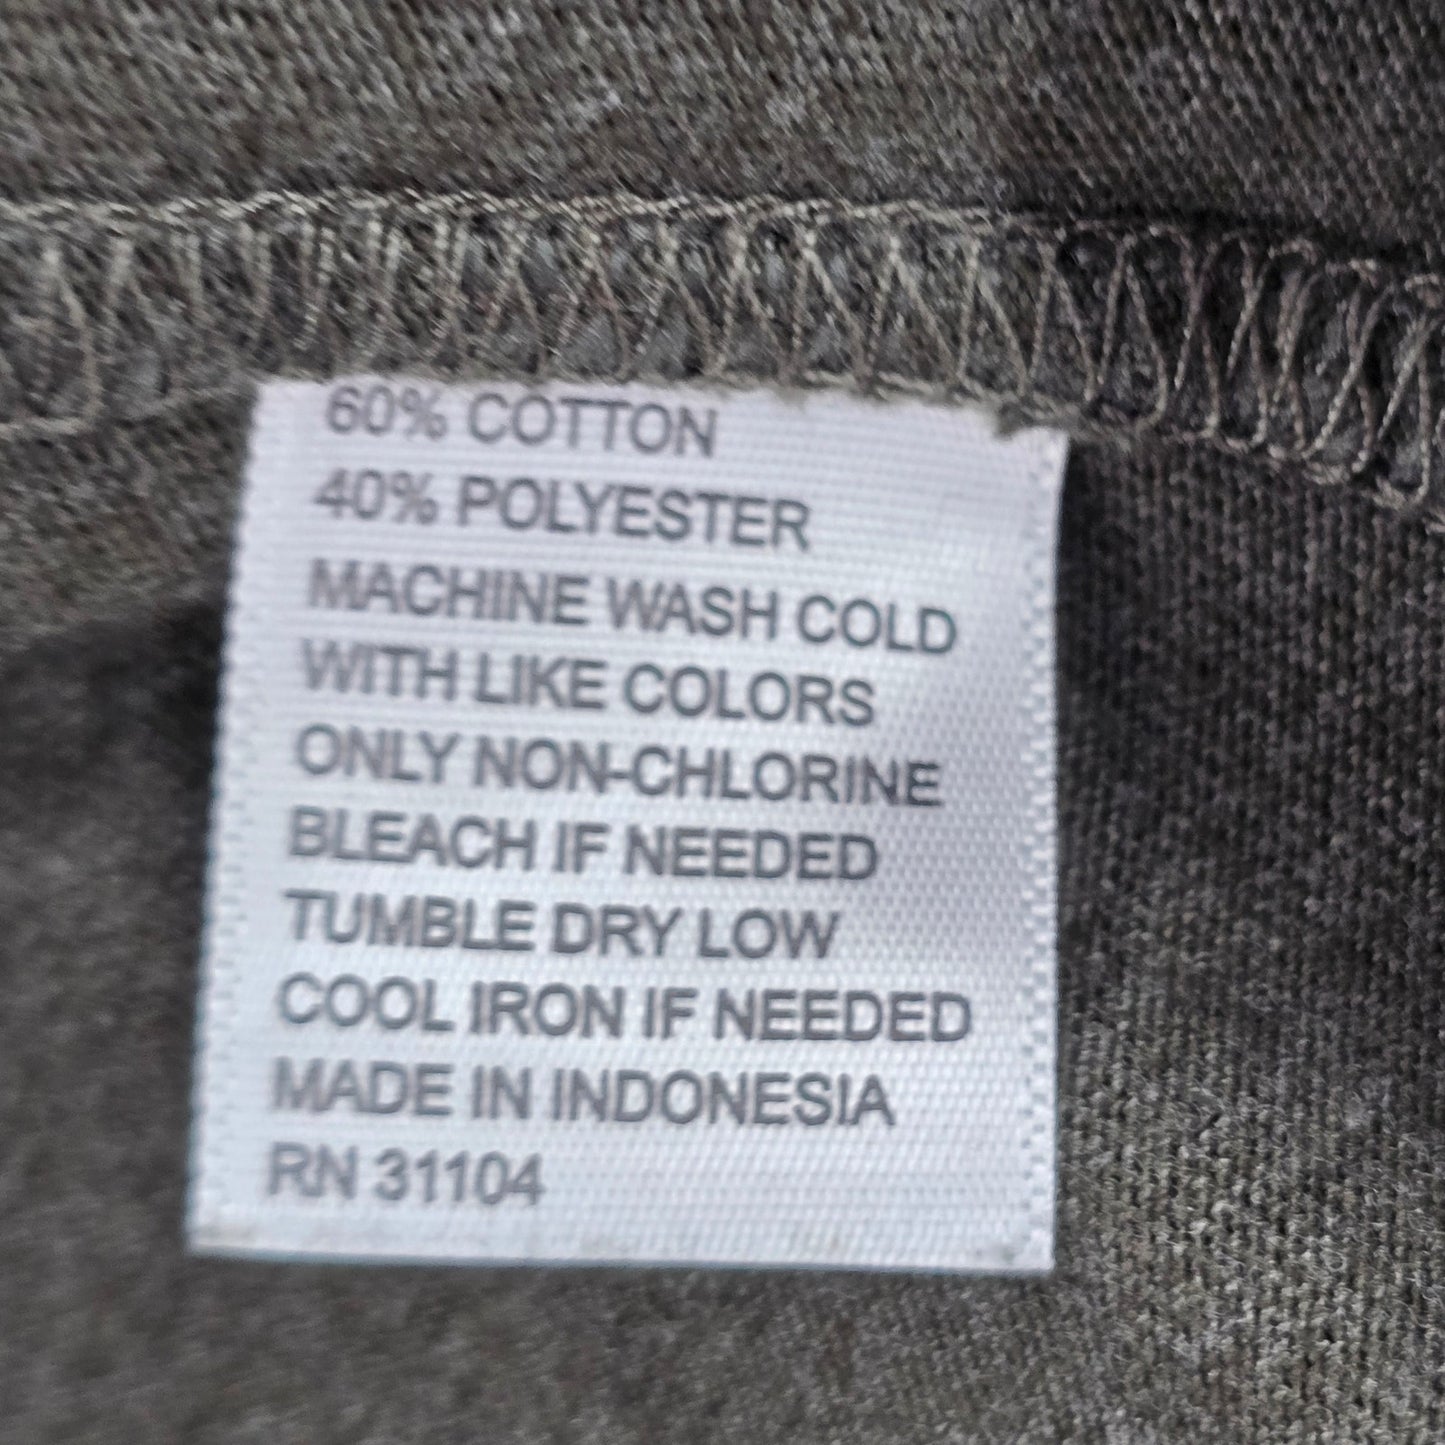 60% COTTON
40% POLYESTER
MACHINE WASH COLD
WITH LIKE COLORS
ONLY NON-CHLORINE
BLEACH IF NEEDED
TUMBLE DRY LOW
COOL IRON IF NEEDED
MADE IN INDONESIA
RN 31104